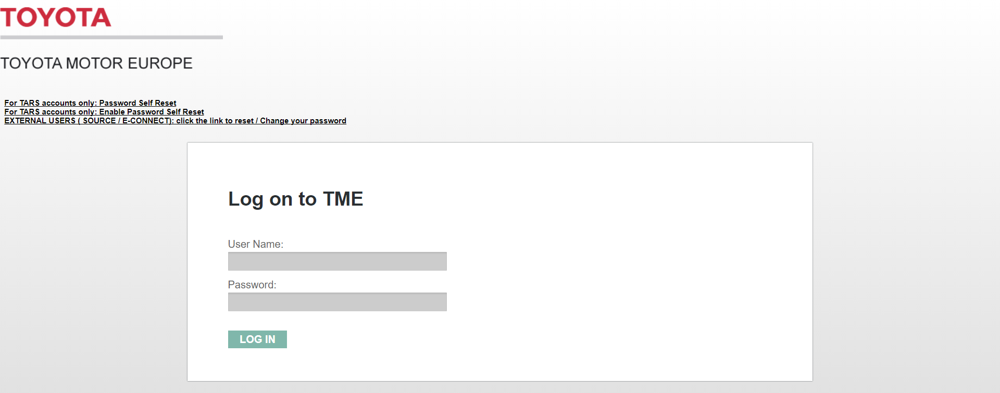 TOYOTA
TOYOTA MOTOR EUROPE
For TARS accounts only: Password Self Reset
For TARS accounts only: Enable Password Self Reset
EXTERNAL USERS ( SOURCE / E-CONNECT): click the link to reset / Change your password
Log on to TME
User Name:
Password:
LOG IN